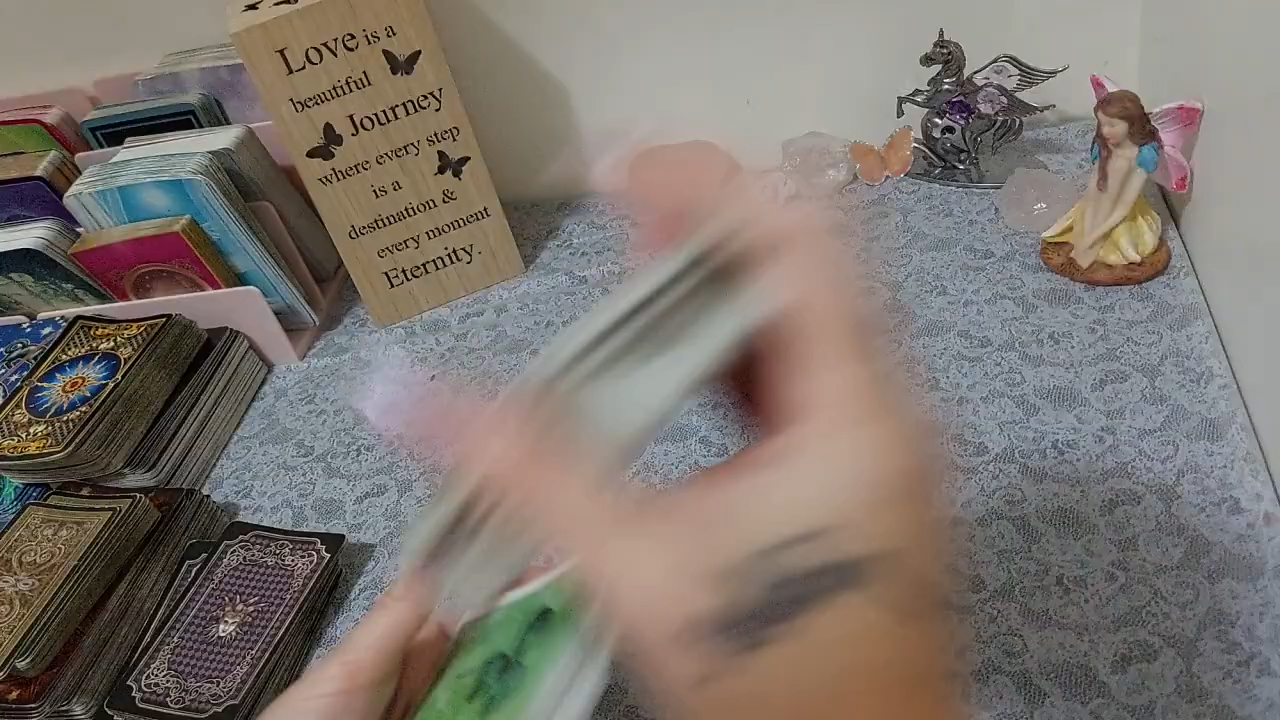 Love is a
beautiful
Journey
where every step
is a
destination &
every moment
Eternity.